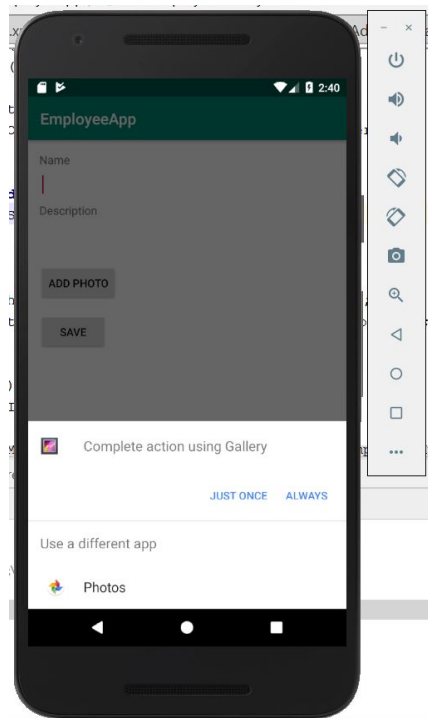 2:40
EmployeeApp
Name
Description
ADD PHOTO
SAVE
Complete action using Gallery
JUST ONCE ALWAYS
Use a different app
Photos